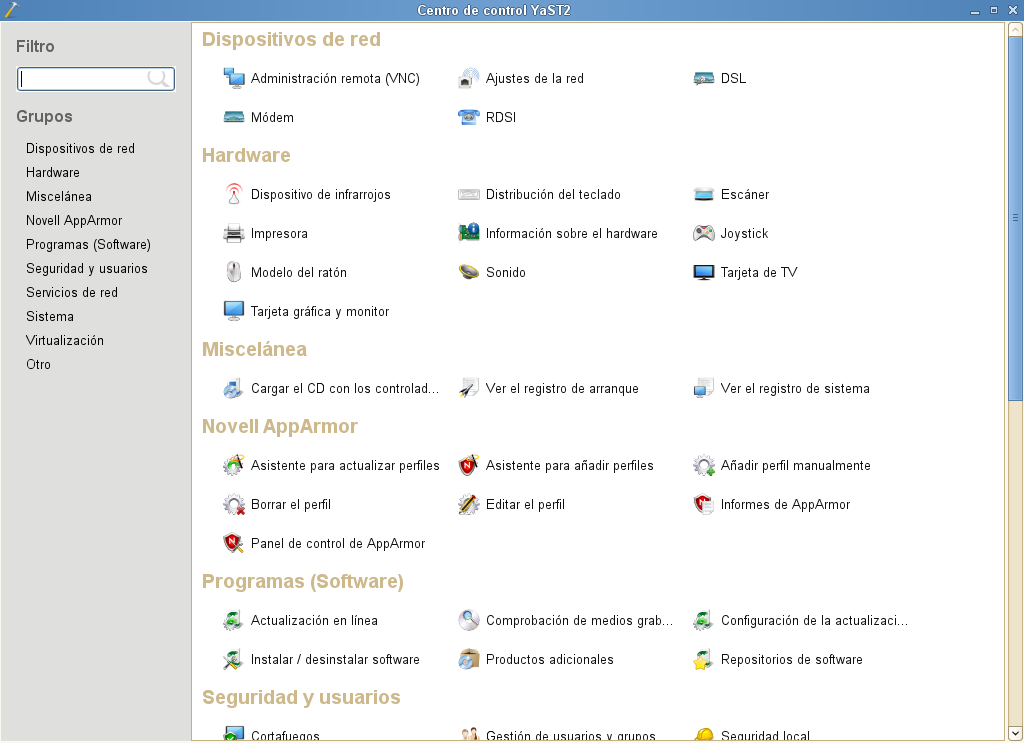 Centro de control YaST2
Filtro
Grupos
Dispositivos de red
Hardware
Miscelánea
Novell AppArmor
Programas (Software)
Seguridad y usuarios
Servicios de red
Sistema
Virtualización
Otro
Dispositivos de red
Administración remota (VNC) Ajustes de la red DSL
Módem RDSI
Hardware
Dispositivo de infrarrojos Distribución del teclado Escáner
Impresora Información sobre el hardware Joystick
Modelo del ratón Sonido Tarjeta de TV
Tarjeta gráfica y monitor
Miscelánea
Cargar el CD con los controlad... Ver el registro de arranque Ver el registro de sistema
Novell AppArmor
Asistente para actualizar perfiles Asistente para añadir perfiles Añadir perfil manualmente
Borrar el perfil Editar el perfil Informes de AppArmor
Panel de control de AppArmor
Programas (Software)
Actualización en línea Comprobación de medios grab... Configuración de la actualizaci...
Instalar / desinstalar software Productos adicionales Repositorios de software
Seguridad y usuarios
Cortafuegos Gestión de usuarios y grupos Seguridad local